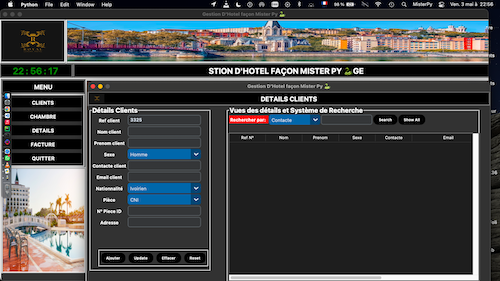 Python File Edit Window Help
98 % MisterPy Ven. 3 mai à 22:56
Gestion D'Hotel façon Mister Py
HOTEL
22:56:17
STION D'HOTEL FAÇON MISTER PY GE
MENU
CLIENTS
CHAMBRE
DETAILS
FACTURE
QUITTER
Gestion D'Hotel façon Mister Py
DETAILS CLIENTS
Détails Clients
Ref client 3325
Nom client
Prenom client
Sexe Homme
Contacte client
Email client
Nationnalité Ivoirien
Pièce CNI
N° Piece ID
Adresse
Ajouter Update Effacer Reset
Vues des détails et Système de Recherche
Rechercher par: Contacte Search Show All
Ref N° Nom Prenom Sexe Contacte Email